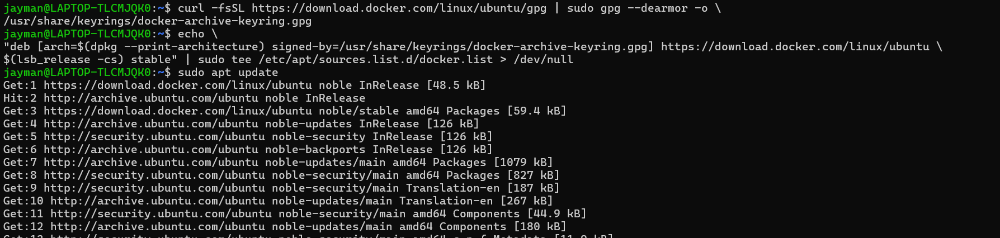 jayman@LAPTOP-TLCMJQK0:~$ curl -fsSL https://download.docker.com/linux/ubuntu/gpg | sudo gpg --dearmor -o \
/usr/share/keyrings/docker-archive-keyring.gpg
jayman@LAPTOP-TLCMJQK0:~$ echo \
"deb [arch=$(dpkg --print-architecture) signed-by=/usr/share/keyrings/docker-archive-keyring.gpg] https://download.docker.com/linux/ubuntu \
$(lsb_release -cs) stable" | sudo tee /etc/apt/sources.list.d/docker.list > /dev/null
jayman@LAPTOP-TLCMJQK0:~$ sudo apt update
Get:1 https://download.docker.com/linux/ubuntu noble InRelease [48.5 kB]
Hit:2 http://archive.ubuntu.com/ubuntu noble InRelease
Get:3 https://download.docker.com/linux/ubuntu noble/stable amd64 Packages [59.4 kB]
Get:4 http://archive.ubuntu.com/ubuntu noble-updates InRelease [126 kB]
Get:5 http://security.ubuntu.com/ubuntu noble-security InRelease [126 kB]
Get:6 http://archive.ubuntu.com/ubuntu noble-backports InRelease [126 kB]
Get:7 http://archive.ubuntu.com/ubuntu noble-updates/main amd64 Packages [1079 kB]
Get:8 http://security.ubuntu.com/ubuntu noble-security/main amd64 Packages [827 kB]
Get:9 http://security.ubuntu.com/ubuntu noble-security/main Translation-en [187 kB]
Get:10 http://archive.ubuntu.com/ubuntu noble-updates/main Translation-en [267 kB]
Get:11 http://security.ubuntu.com/ubuntu noble-security/main amd64 Components [44.9 kB]
Get:12 http://archive.ubuntu.com/ubuntu noble-updates/main amd64 Components [180 kB]